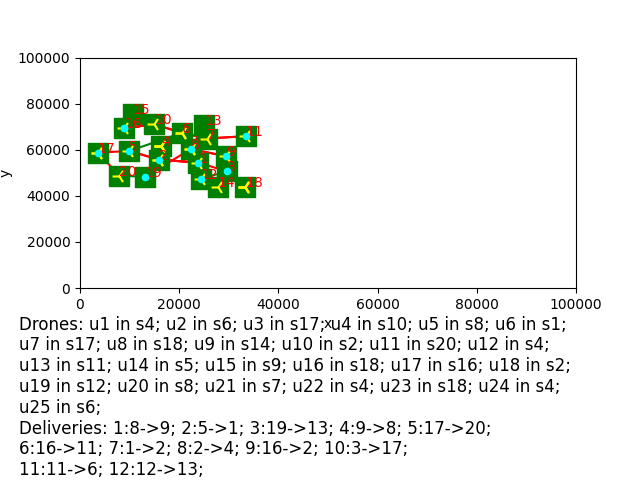 100000
80000
60000
40000
20000
0
y
0 20000 40000 60000 80000 100000
x
Drones: u1 in s4; u2 in s6; u3 in s17; u4 in s10; u5 in s8; u6 in s1;
u7 in s17; u8 in s18; u9 in s14; u10 in s2; u11 in s20; u12 in s4;
u13 in s11; u14 in s5; u15 in s9; u16 in s18; u17 in s16; u18 in s2;
u19 in s12; u20 in s8; u21 in s7; u22 in s4; u23 in s18; u24 in s4;
u25 in s6;
Deliveries: 1:8->9; 2:5->1; 3:19->13; 4:9->8; 5:17->20;
6:16->11; 7:1->2; 8:2->4; 9:16->2; 10:3->17;
11:11->6; 12:12->13;